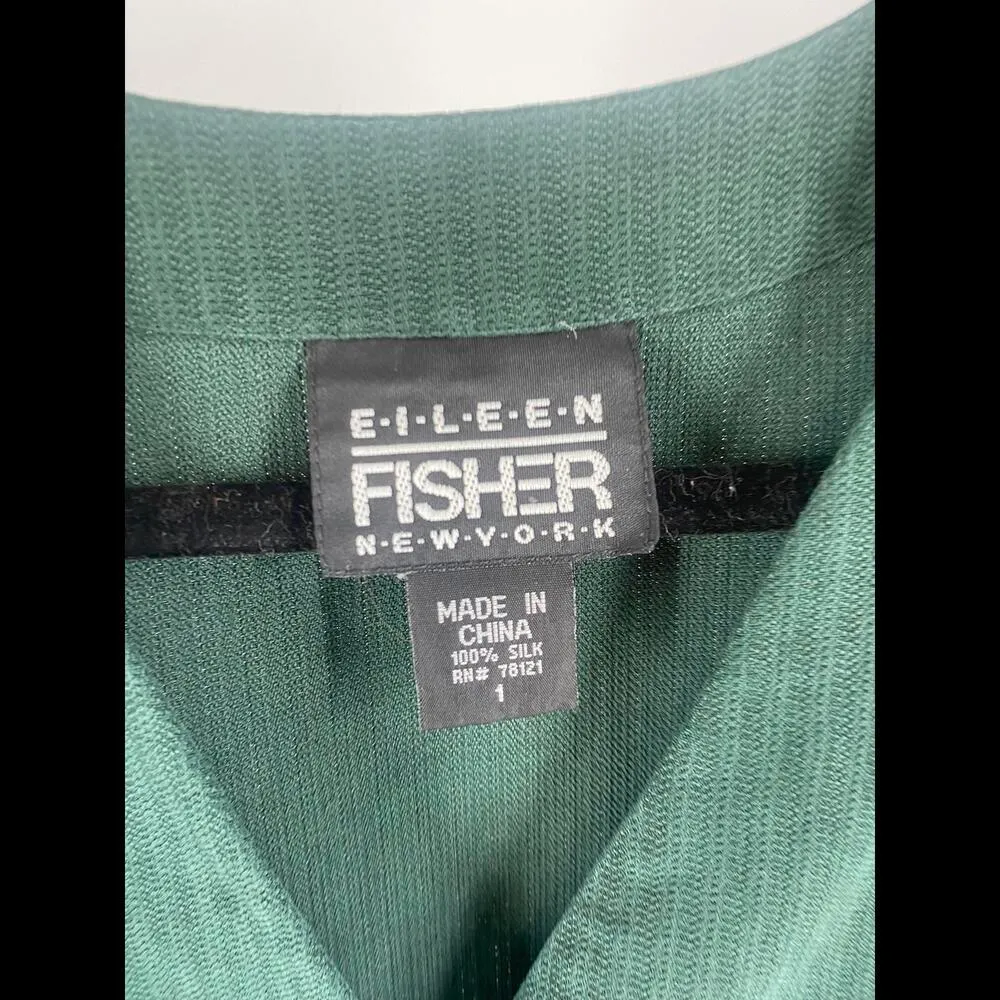 E·I·L·E·E·N
FISHER
N·E·W·Y·O·R·K
MADE IN
CHINA
100% SILK
RN# 78121
1